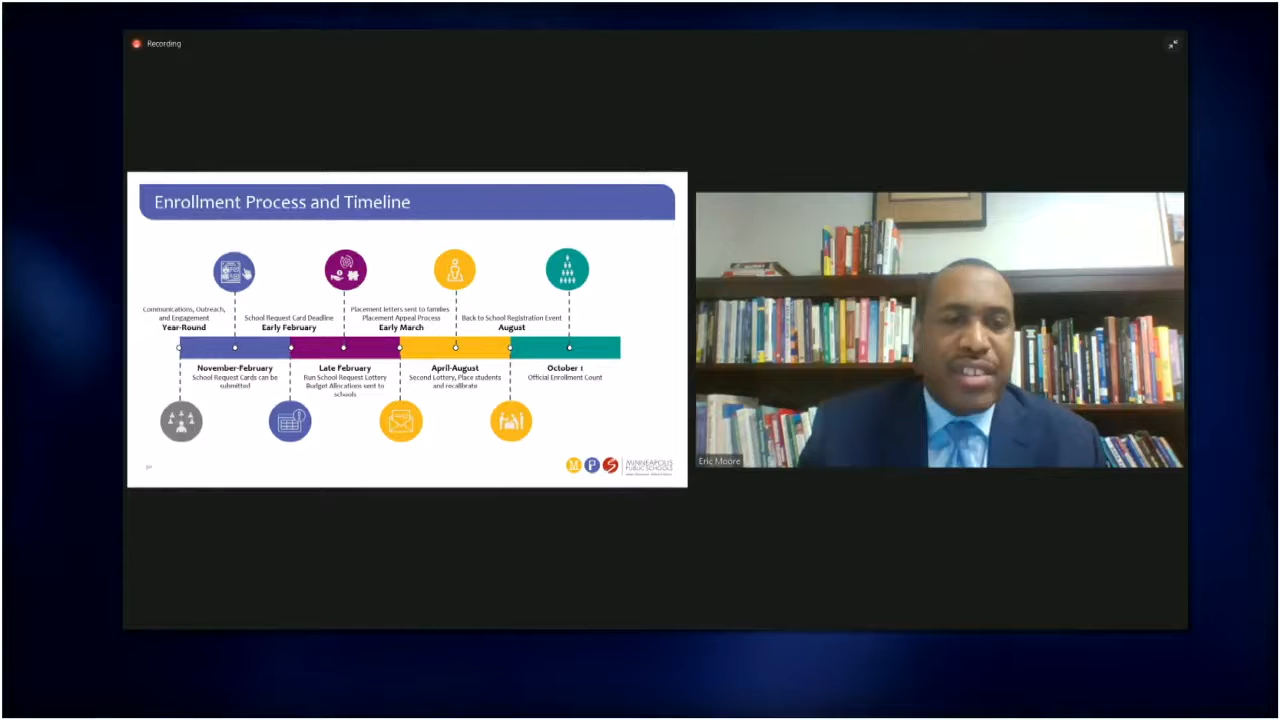 Recording
Enrollment Process and Timeline
Communications, Outreach,
and Engagement
Year-Round
School Request Card Deadline
Early February
Placement letters sent to families
Placement Appeal Process
Early March
Back to School Registration Event
August
November-February
School Request Cards can be
submitted
Late February
Run School Request Lottery
Budget Allocations sent to
schools
April-August
Second Lottery, Place students
and recalibrate
October 1
Official Enrollment Count
M P S
MINNEAPOLIS
PUBLIC SCHOOLS
Eric Moore